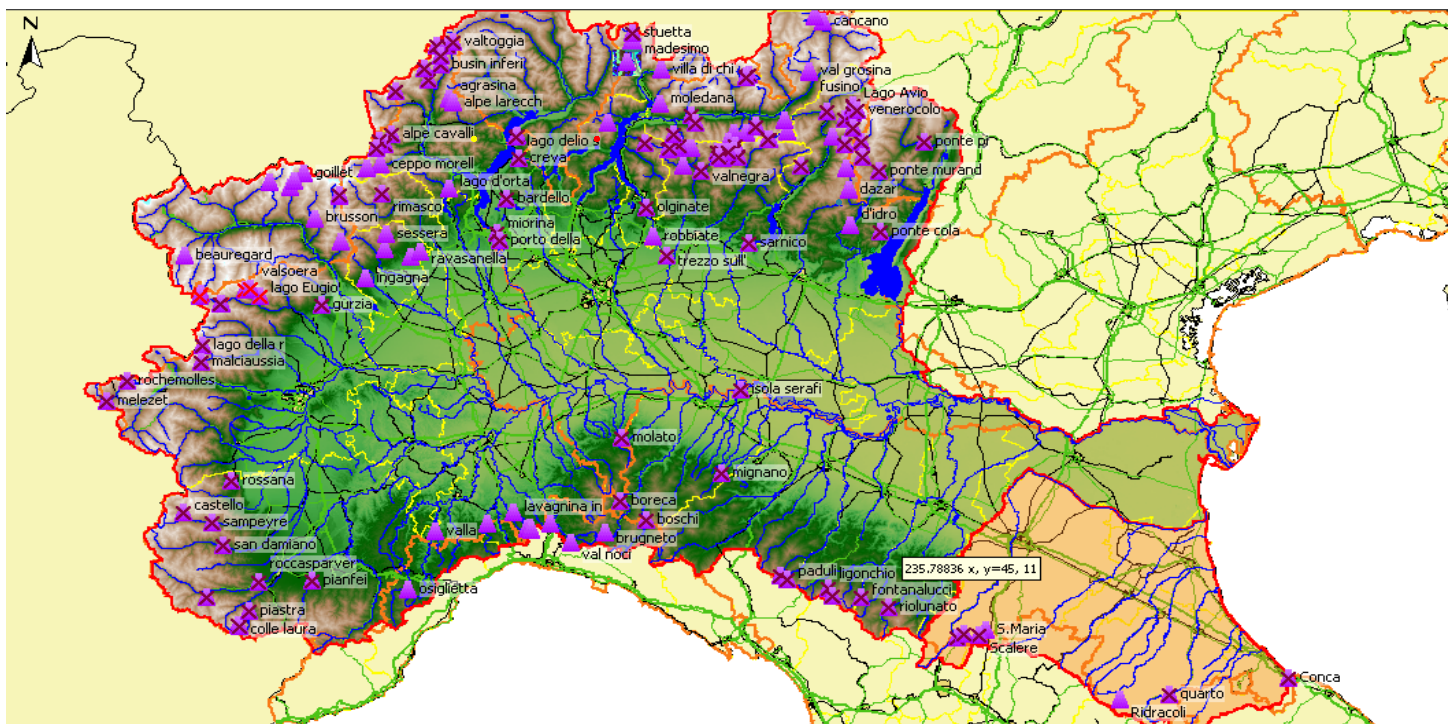 N
stuetta
cancano
valtoggia
madesimo
busin inferi
villa di chi
val grosina
fusino
agrasina
alpe larecch
moledana
Lago Avio
venerocolo
alpe cavalli
lago delio s
ponte pr
creva
ceppo morell
goillet
valnegra
ponte murand
lago d'orta
dazar
rimasco
bardello
olginate
brusson
miorina
d'idro
sessera
porto della
robbiate
sarnico
ponte cola
beauregard
ravasanella
trezzo sull'
valsoera
ingagna
lago Eugio
gurzia
lago della r
malciaussia
rochemolles
isola serafi
melezet
molato
mignano
rossana
boreca
castello
lavagnina in
sampeyre
boschi
valla
brugneto
san damiano
val noci
roccasparver
235.78836 x, y=45, 11
paduli
ligonchio
pianfei
osiglietta
fontanalucci
piastra
riolunato
colle laura
S.Maria
Scalere
Conca
quarto
Ridracoli